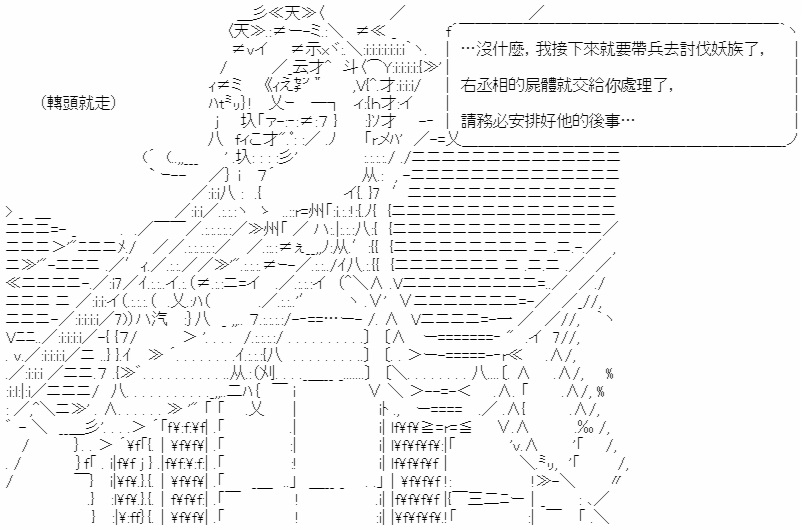 …沒什麼，我接下來就要帶兵去討伐妖族了，
右丞相的屍體就交給你處理了，
請務必安排好他的後事…
（轉頭就走）